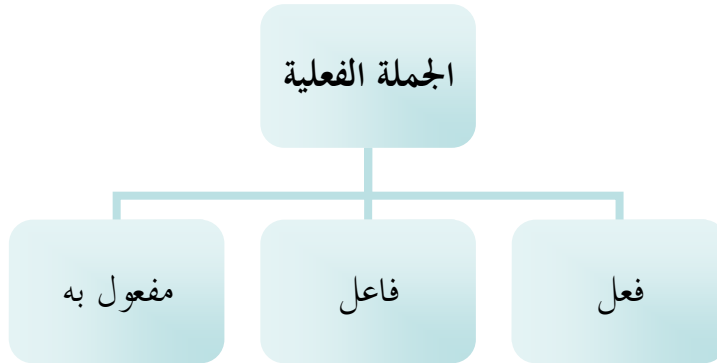 الجملة الفعلية
فعل
فاعل
مفعول به